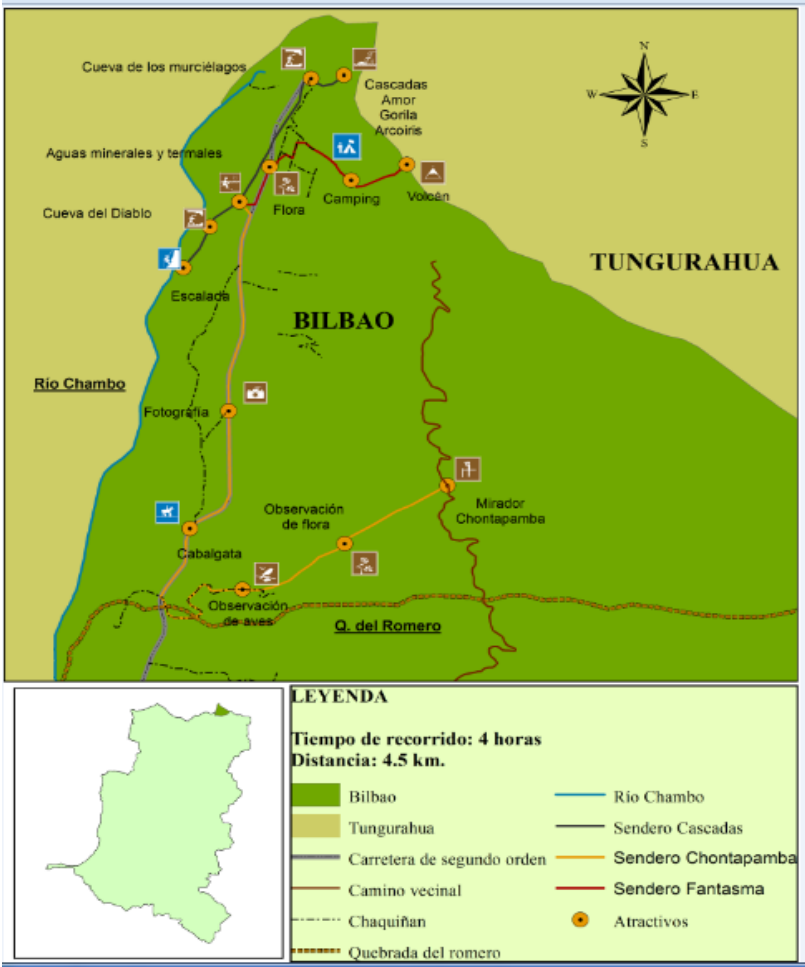 N
W
E
S
Cueva de los murciélagos
Cascadas
Amor
Gorila
Arcoiris
Aguas minerales y termales
Flora
Camping
Volcán
Cueva del Diablo
TUNGURAHUA
Escalada
BILBAO
Río Chambo
Fotografía
Mirador
Chontapamba
Observación
de flora
Cabalgata
Observación
de aves
Q. del Romero
LEYENDA
Tiempo de recorrido: 4 horas
Distancia: 4.5 km.
Bilbao
Tungurahua
Carretera de segundo orden
Camino vecinal
Chaquiñan
Quebrada del romero
Río Chambo
Sendero Cascadas
Sendero Chontapamba
Sendero Fantasma
Atractivos